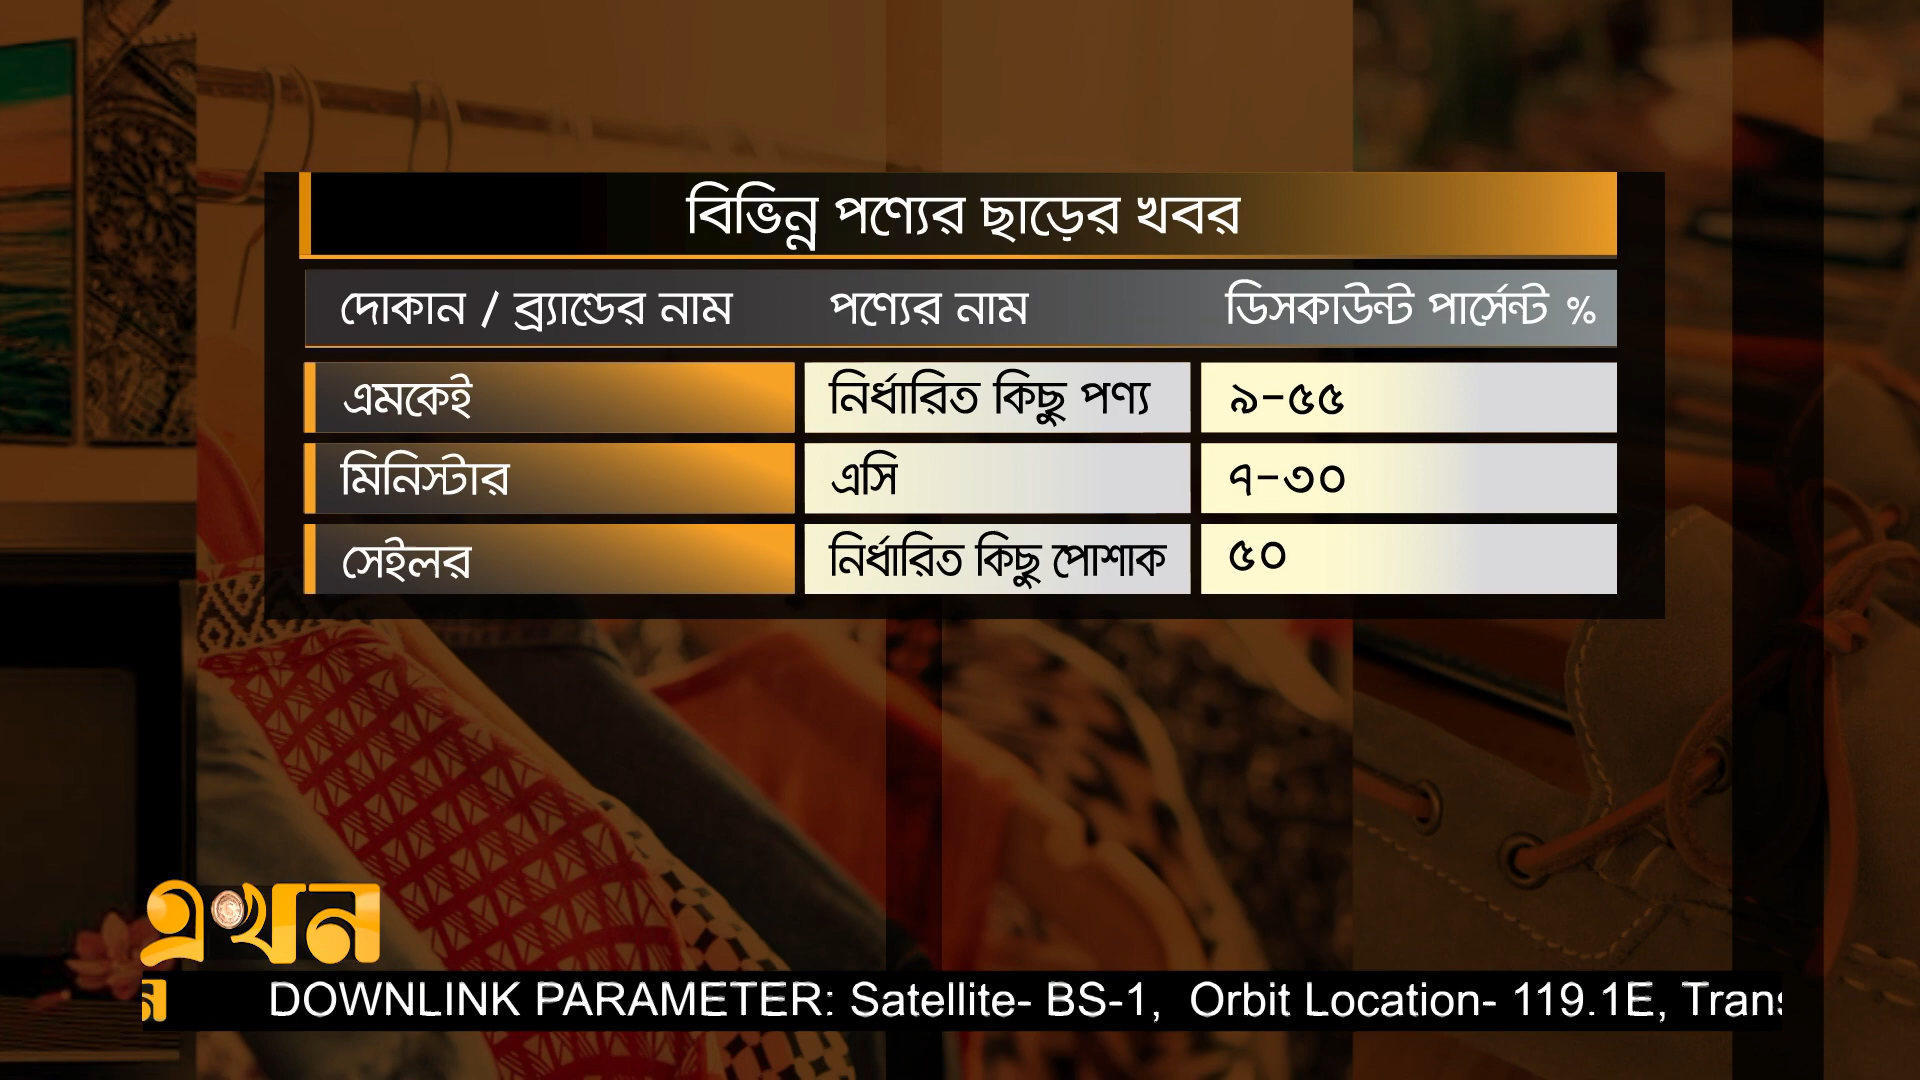 বিভিন্ন পণ্যের ছাড়ের খবর
দোকান / ব্র্যান্ডের নাম পণ্যের নাম ডিসকাউন্ট পার্সেন্ট %
এমকেই নির্ধারিত কিছু পণ্য ৯-৫৫
মিনিস্টার এসি ৭-৩০
সেইলর নির্ধারিত কিছু পোশাক ৫০
এখন
DOWNLINK PARAMETER: Satellite- BS-1, Orbit Location- 119.1E,